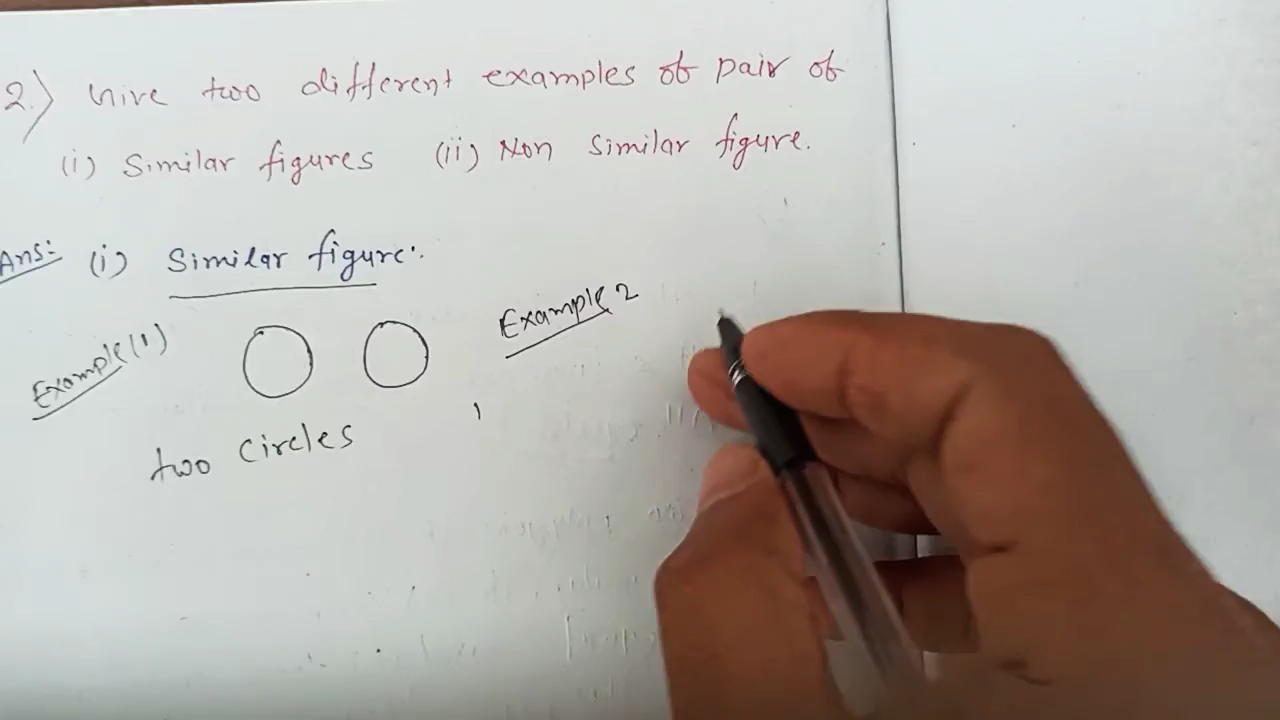 2.) Give two different examples of pair of
(i) Similar figures (ii) Non similar figure.
Ans: (i) Similar figure:
Example (1)
Example 2
two circles